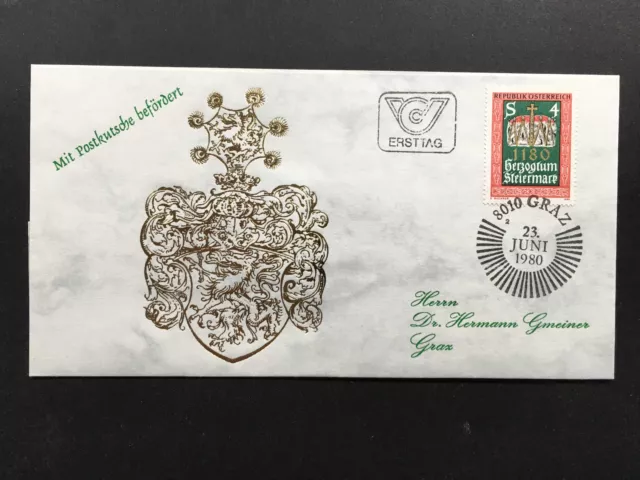 Mit Postkutsche befördert
ERSTTAG
REPUBLIK ÖSTERREICH
S 4
1180
Herzogtum
Steiermark
8010 GRAZ
2
23.
JUNI
1980
Herrn
Dr. Hermann Gmeiner
Graz